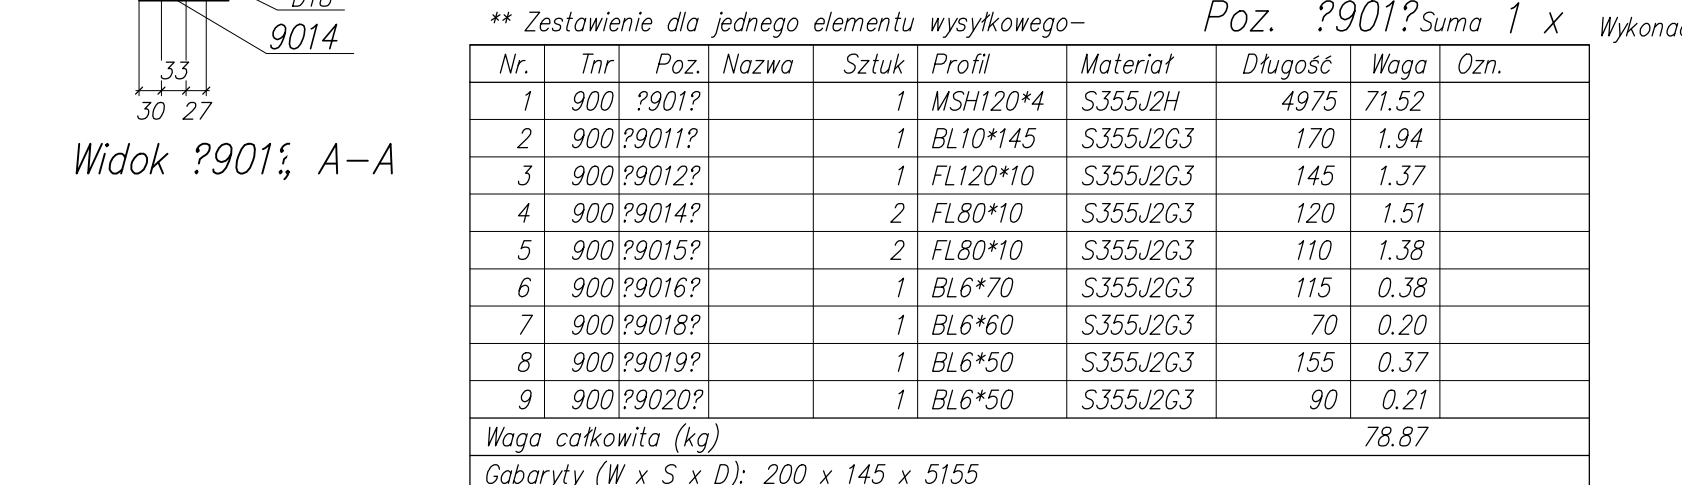 9014
33
30 27
Widok ?901?, A-A
** Zestawienie dla jednego elementu wysyłkowego-
Poz. ?901? Suma 1 x
Nr. Tnr Poz. Nazwa Sztuk Profil Materiał Długość Waga Ozn.
1 900 ?901? 1 MSH120*4 S355J2H 4975 71.52
2 900 ?9011? 1 BL10*145 S355J2G3 170 1.94
3 900 ?9012? 1 FL120*10 S355J2G3 145 1.37
4 900 ?9014? 2 FL80*10 S355J2G3 120 1.51
5 900 ?9015? 2 FL80*10 S355J2G3 110 1.38
6 900 ?9016? 1 BL6*70 S355J2G3 115 0.38
7 900 ?9018? 1 BL6*60 S355J2G3 70 0.20
8 900 ?9019? 1 BL6*50 S355J2G3 155 0.37
9 900 ?9020? 1 BL6*50 S355J2G3 90 0.21
Waga całkowita (kg) 78.87
Gabaryty (W x S x D): 200 x 145 x 5155